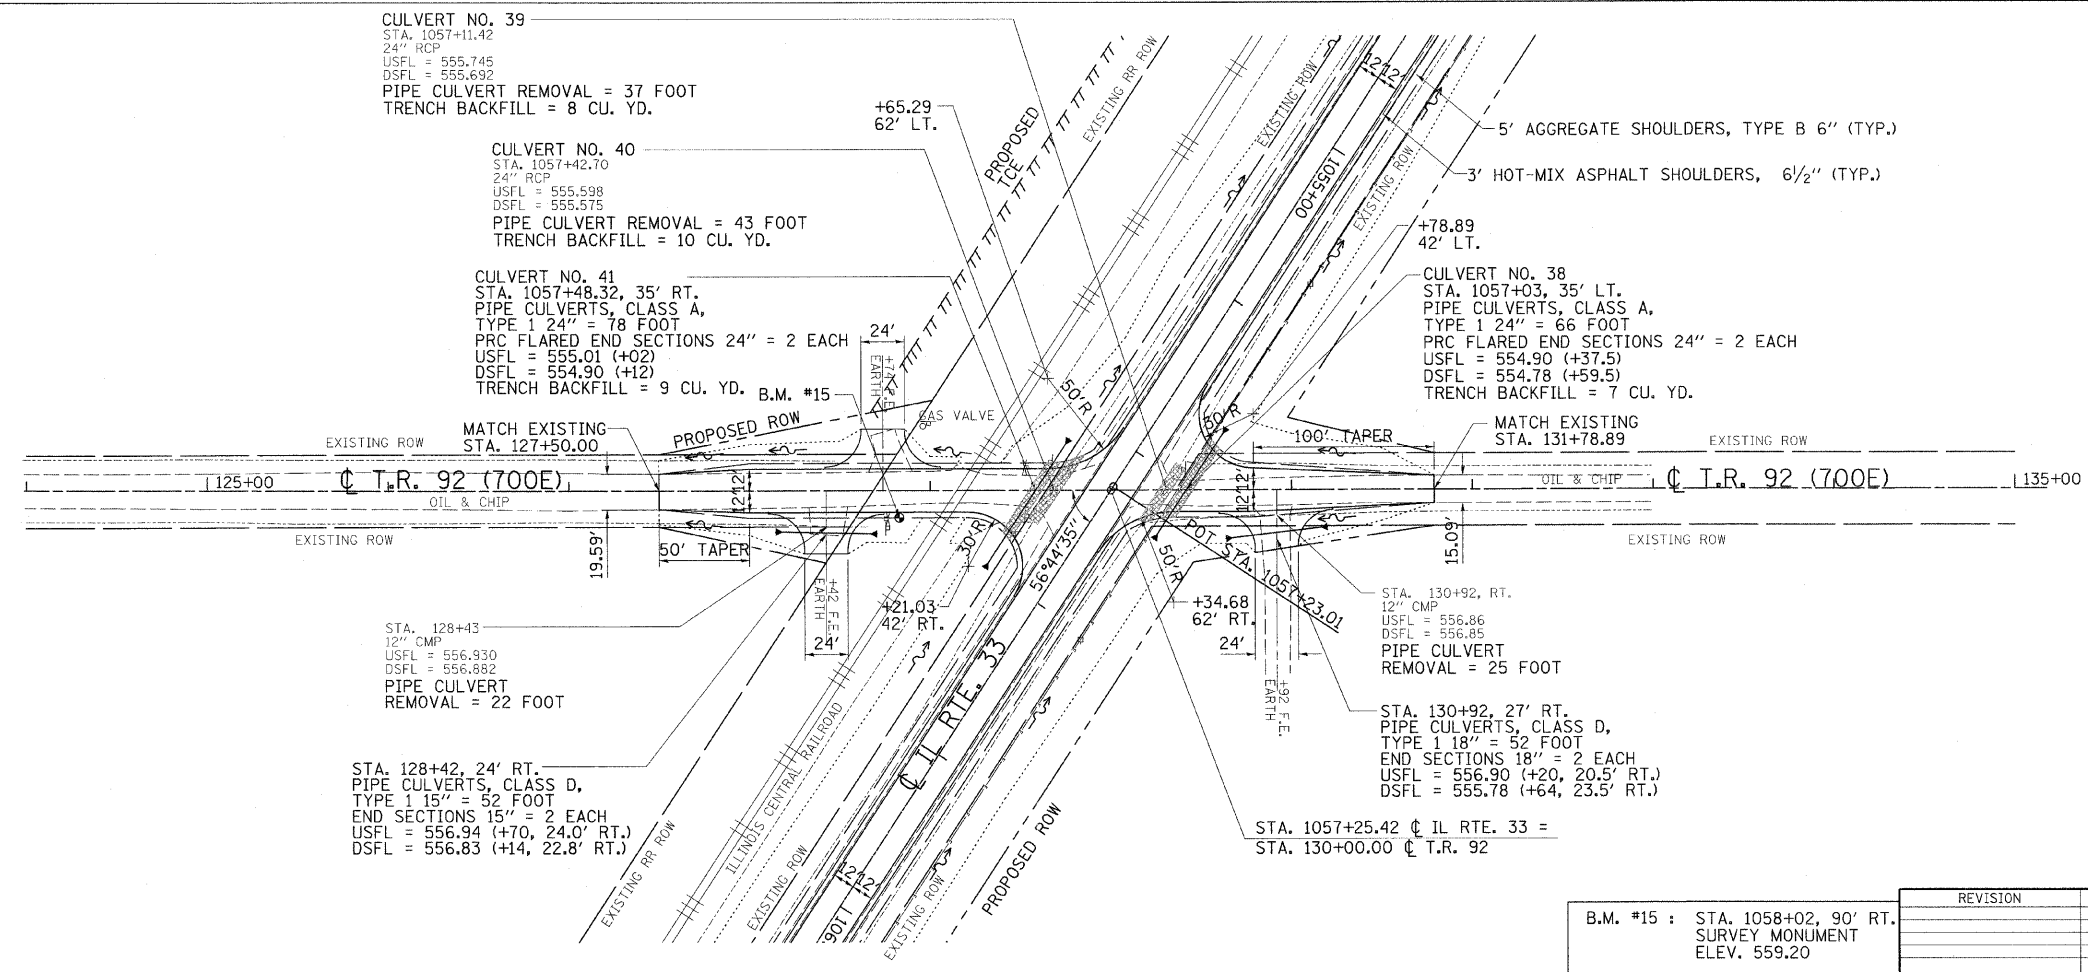 CULVERT NO. 39
STA. 1057+11.42
24" RCP
USFL = 555.745
DSFL = 555.692
PIPE CULVERT REMOVAL = 37 FOOT
TRENCH BACKFILL = 8 CU. YD.
CULVERT NO. 40
STA. 1057+42.70
24" RCP
USFL = 555.598
DSFL = 555.575
PIPE CULVERT REMOVAL = 43 FOOT
TRENCH BACKFILL = 10 CU. YD.
CULVERT NO. 41
STA. 1057+48.32, 35' RT.
PIPE CULVERTS, CLASS A,
TYPE 1 24" = 78 FOOT
PRC FLARED END SECTIONS 24" = 2 EACH
USFL = 555.01 (+02)
DSFL = 554.90 (+12)
TRENCH BACKFILL = 9 CU. YD.
B.M. #15
+65.29
62' LT.
PROPOSED
TCE
EXISTING RR ROW
EXISTING ROW
12'
12'
1055+00
EXISTING ROW
5' AGGREGATE SHOULDERS, TYPE B 6" (TYP.)
3' HOT-MIX ASPHALT SHOULDERS, 6½" (TYP.)
+78.89
42' LT.
CULVERT NO. 38
STA. 1057+03, 35' LT.
PIPE CULVERTS, CLASS A,
TYPE 1 24" = 66 FOOT
PRC FLARED END SECTIONS 24" = 2 EACH
USFL = 554.90 (+37.5)
DSFL = 554.78 (+59.5)
TRENCH BACKFILL = 7 CU. YD.
MATCH EXISTING
STA. 131+78.89
24'
+74 P.E.
EARTH
GAS VALVE
50'R
50'R
100' TAPER
EXISTING ROW
MATCH EXISTING
STA. 127+50.00
PROPOSED ROW
EXISTING ROW
125+00
℄ T.R. 92 (700E)
OIL & CHIP
12'
12'
12'
12'
OIL & CHIP
℄ T.R. 92 (700E)
135+00
EXISTING ROW
19.59'
50' TAPER
30'R
56°44'35"
50'R
POT STA. 1057+23.01
15.09'
EXISTING ROW
+42 F.E.
EARTH
24'
+21.03
42' RT.
+34.68
62' RT.
24'
+92 F.E.
EARTH
STA. 128+43
12" CMP
USFL = 556.930
DSFL = 556.882
PIPE CULVERT
REMOVAL = 22 FOOT
STA. 130+92, RT.
12" CMP
USFL = 556.86
DSFL = 556.85
PIPE CULVERT
REMOVAL = 25 FOOT
STA. 128+42, 24' RT.
PIPE CULVERTS, CLASS D,
TYPE 1 15" = 52 FOOT
END SECTIONS 15" = 2 EACH
USFL = 556.94 (+70, 24.0' RT.)
DSFL = 556.83 (+14, 22.8' RT.)
STA. 130+92, 27' RT.
PIPE CULVERTS, CLASS D,
TYPE 1 18" = 52 FOOT
END SECTIONS 18" = 2 EACH
USFL = 556.90 (+20, 20.5' RT.)
DSFL = 555.78 (+64, 23.5' RT.)
℄ IL RTE. 33
EXISTING RR ROW
ILLINOIS CENTRAL RAILROAD
EXISTING ROW
12'
12'
106
EXISTING ROW
PROPOSED ROW
STA. 1057+25.42 ℄ IL RTE. 33 =
STA. 130+00.00 ℄ T.R. 92
B.M. #15 : STA. 1058+02, 90' RT.
SURVEY MONUMENT
ELEV. 559.20
REVISION